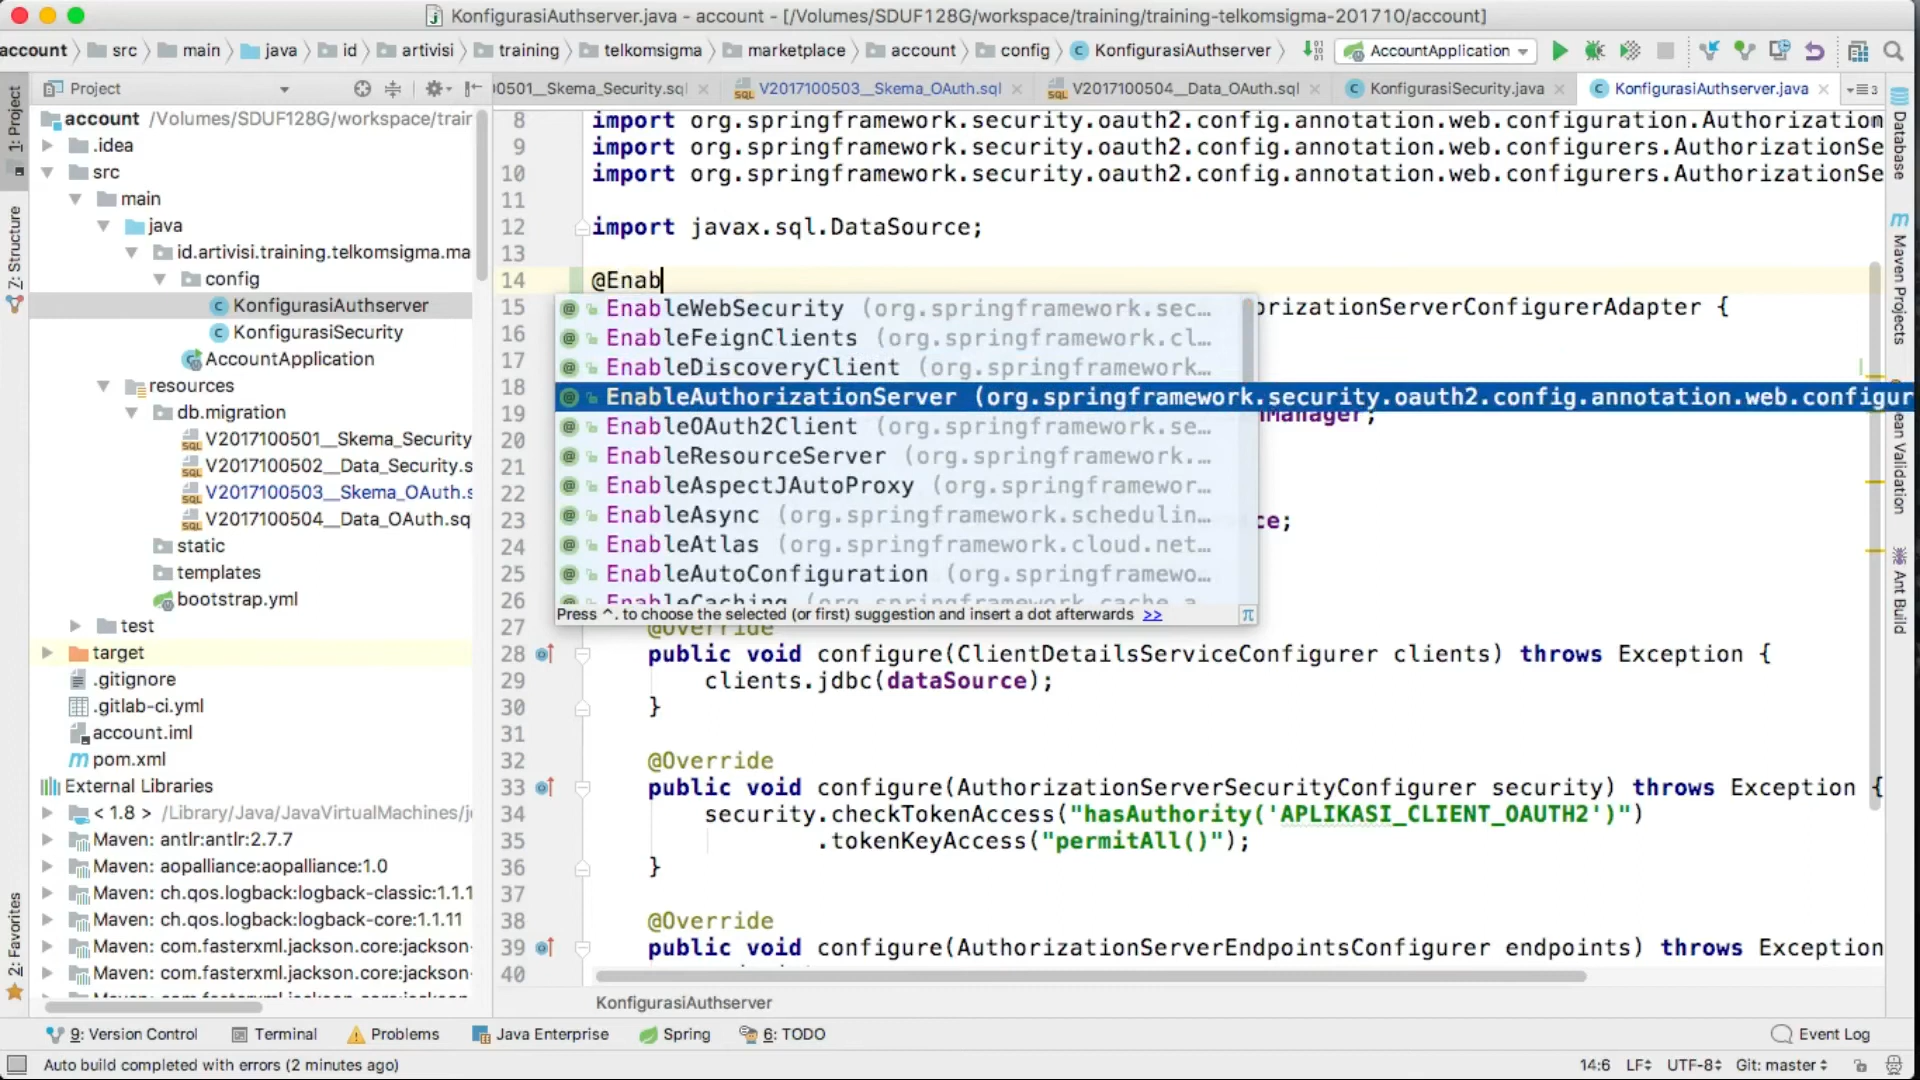 KonfigurasiAuthserver.java - account - [/Volumes/SDUF128G/workspace/training/training-telkomsigma-201710/account]
account src main java id artivisi training telkomsigma marketplace account config KonfigurasiAuthserver AccountApplication
Project
0501__Skema_Security.sql V2017100503__Skema_OAuth.sql V2017100504__Data_OAuth.sql KonfigurasiSecurity.java KonfigurasiAuthserver.java 3
1: Project
7: Structure
2: Favorites
account /Volumes/SDUF128G/workspace/train
.idea
src
main
java
id.artivisi.training.telkomsigma.ma
config
KonfigurasiAuthserver
KonfigurasiSecurity
AccountApplication
resources
db.migration
V2017100501__Skema_Security
V2017100502__Data_Security.s
V2017100503__Skema_OAuth.s
V2017100504__Data_OAuth.sq
static
templates
bootstrap.yml
test
target
.gitignore
.gitlab-ci.yml
account.iml
pom.xml
External Libraries
< 1.8 > /Library/Java/JavaVirtualMachines/j
Maven: antlr:antlr:2.7.7
Maven: aopalliance:aopalliance:1.0
Maven: ch.qos.logback:logback-classic:1.1.1
Maven: ch.qos.logback:logback-core:1.1.11
Maven: com.fasterxml.jackson.core:jackson-
Maven: com.fasterxml.jackson.core:jackson-
8 import org.springframework.security.oauth2.config.annotation.web.configuration.Authorization
9 import org.springframework.security.oauth2.config.annotation.web.configurers.AuthorizationSe
10 import org.springframework.security.oauth2.config.annotation.web.configurers.AuthorizationSe
11
12 import javax.sql.DataSource;
13
14 @Enab
15 orizationServerConfigurerAdapter {
16
17
18
19 nManager;
20
21
22
23 ce;
24
25
26
27 @Override
28 public void configure(ClientDetailsServiceConfigurer clients) throws Exception {
29 clients.jdbc(dataSource);
30 }
31
32 @Override
33 public void configure(AuthorizationServerSecurityConfigurer security) throws Exception {
34 security.checkTokenAccess("hasAuthority('APLIKASI_CLIENT_OAUTH2')")
35 .tokenKeyAccess("permitAll()");
36 }
37
38 @Override
39 public void configure(AuthorizationServerEndpointsConfigurer endpoints) throws Exception
40
EnableWebSecurity (org.springframework.sec...
EnableFeignClients (org.springframework.cl...
EnableDiscoveryClient (org.springframework...
EnableAuthorizationServer (org.springframework.security.oauth2.config.annotation.web.configur
EnableOAuth2Client (org.springframework.se...
EnableResourceServer (org.springframework....
EnableAspectJAutoProxy (org.springframewor...
EnableAsync (org.springframework.schedulin...
EnableAtlas (org.springframework.cloud.net...
EnableAutoConfiguration (org.springframewo...
EnableCaching (org.springframework.cache.a
Press ^. to choose the selected (or first) suggestion and insert a dot afterwards >> π
KonfigurasiAuthserver
Database
Maven Projects
Bean Validation
Ant Build
9: Version Control Terminal Problems Java Enterprise Spring 6: TODO Event Log
Auto build completed with errors (2 minutes ago) 14:6 LF UTF-8 Git: master